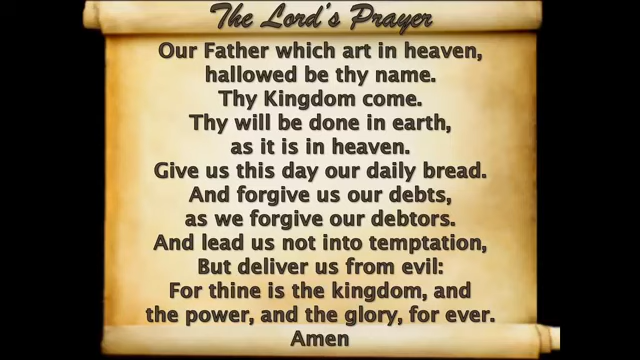 The Lord's Prayer
Our Father which art in heaven,
hallowed be thy name.
Thy Kingdom come.
Thy will be done in earth,
as it is in heaven.
Give us this day our daily bread.
And forgive us our debts,
as we forgive our debtors.
And lead us not into temptation,
But deliver us from evil:
For thine is the kingdom, and
the power, and the glory, for ever.
Amen